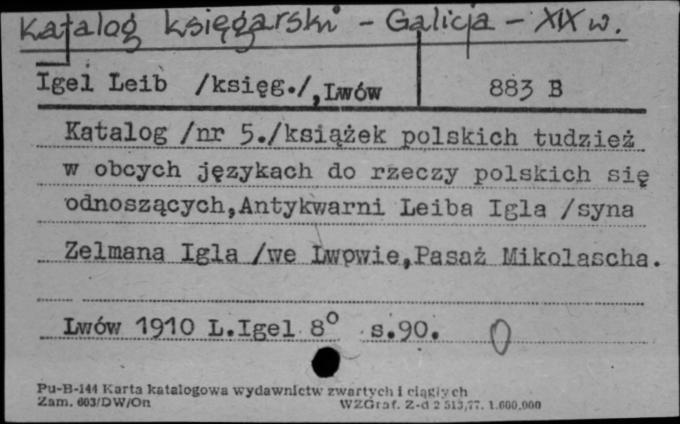 Katalog księgarski - Galicja - XIX w.
Igel Leib /księg./, Lwów 883 B
Katalog /nr 5./książek polskich tudzież
w obcych językach do rzeczy polskich się
odnoszących,Antykwarni Leiba Igla /syna
Zelmana Igla /we Lwowie,Pasaż Mikolascha.
Lwów 1910 L.Igel 8° s.90. 0
Pu-B-144 Karta katalogowa wydawnictw zwartych i ciągłych
Zam. 603/DW/On WZGraf. Z-d 2 513,77. 1.600.000